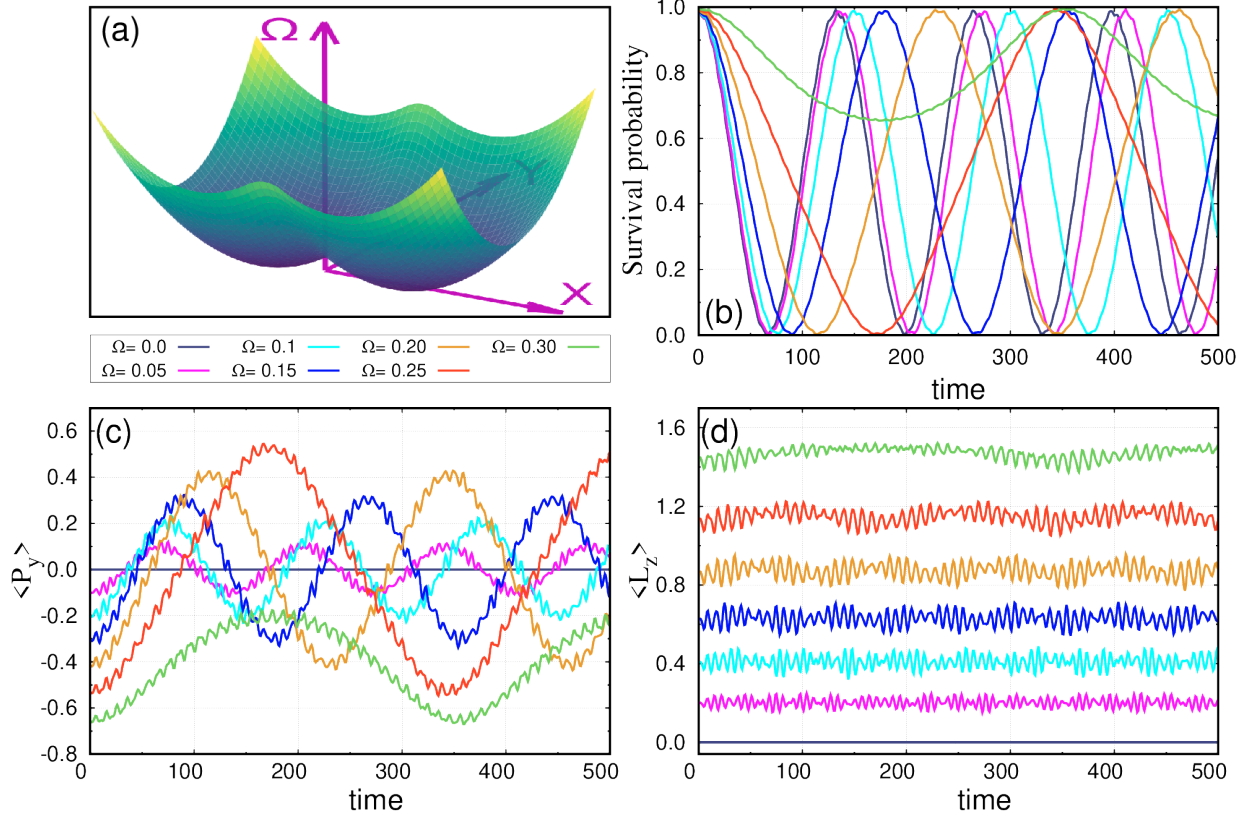 (a)
Ω
Y
X
Ω= 0.0
Ω= 0.1
Ω= 0.20
Ω= 0.30
Ω= 0.05
Ω= 0.15
Ω= 0.25
Survival probability
1.0
0.8
0.6
0.4
0.2
0.0
(b)
0 100 200 300 400 500
time
<P_y>
0.6
0.4
0.2
0.0
-0.2
-0.4
-0.6
-0.8
(c)
0 100 200 300 400 500
time
<L_z>
1.6
1.2
0.8
0.4
0.0
(d)
0 100 200 300 400 500
time